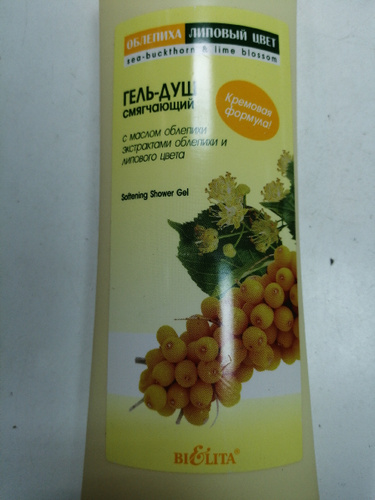 ОБЛЕПИХА ЛИПОВЫЙ ЦВЕТ
sea-buckthorn & lime blossom
ГЕЛЬ-ДУШ
смягчающий
Кремовая
формула!
с маслом облепихи
экстрактами облепихи и
липового цвета
Softening Shower Gel
BIELITA®